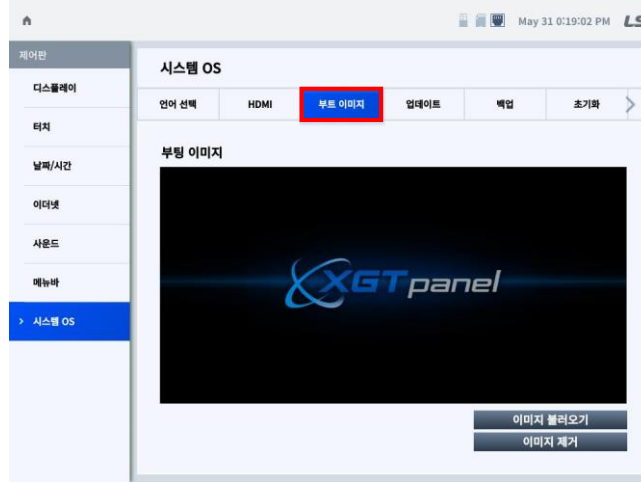 May 31 0:19:02 PM
LS
제어판
디스플레이
터치
날짜/시간
이더넷
사운드
메뉴바
시스템 OS
시스템 OS
언어 선택 HDMI 부트 이미지 업데이트 백업 초기화
부팅 이미지
XGT panel
이미지 불러오기
이미지 제거